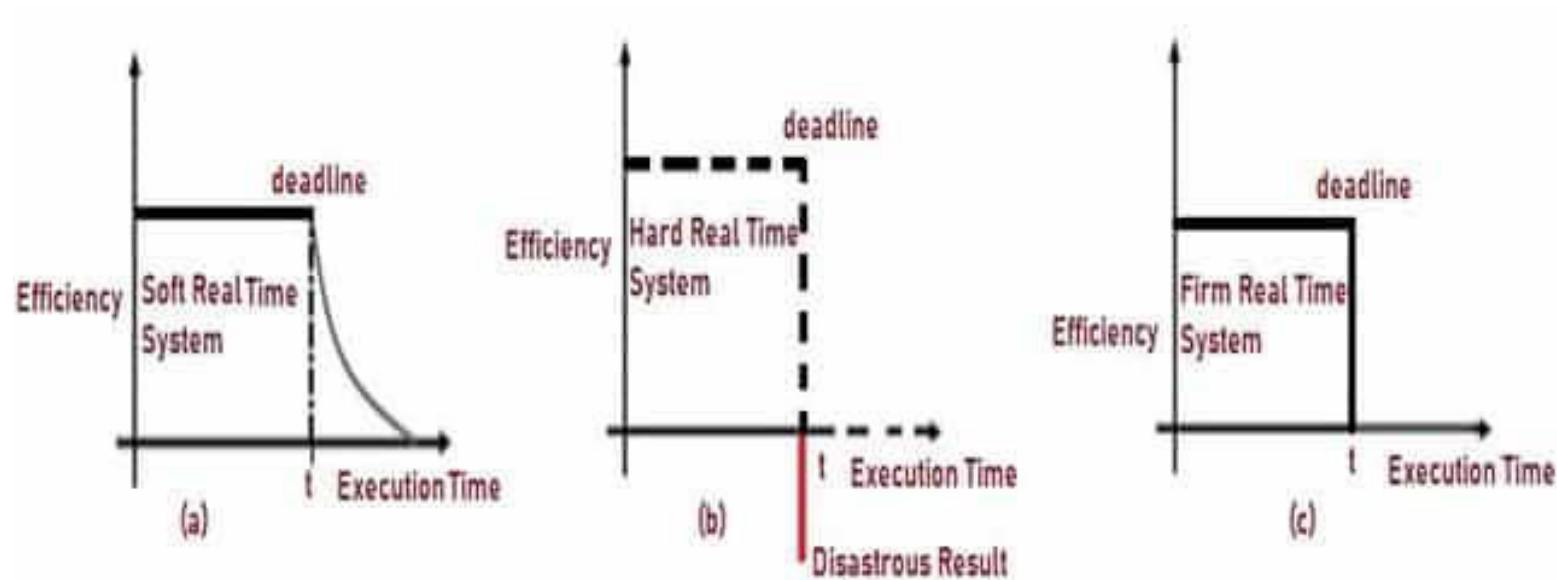 deadline
Efficiency
Soft Real Time
System
t
Execution Time
(a)
deadline
Efficiency
Hard Real Time
System
t
Execution Time
Disastrous Result
(b)
deadline
Efficiency
Firm Real Time
System
t
Execution Time
(c)